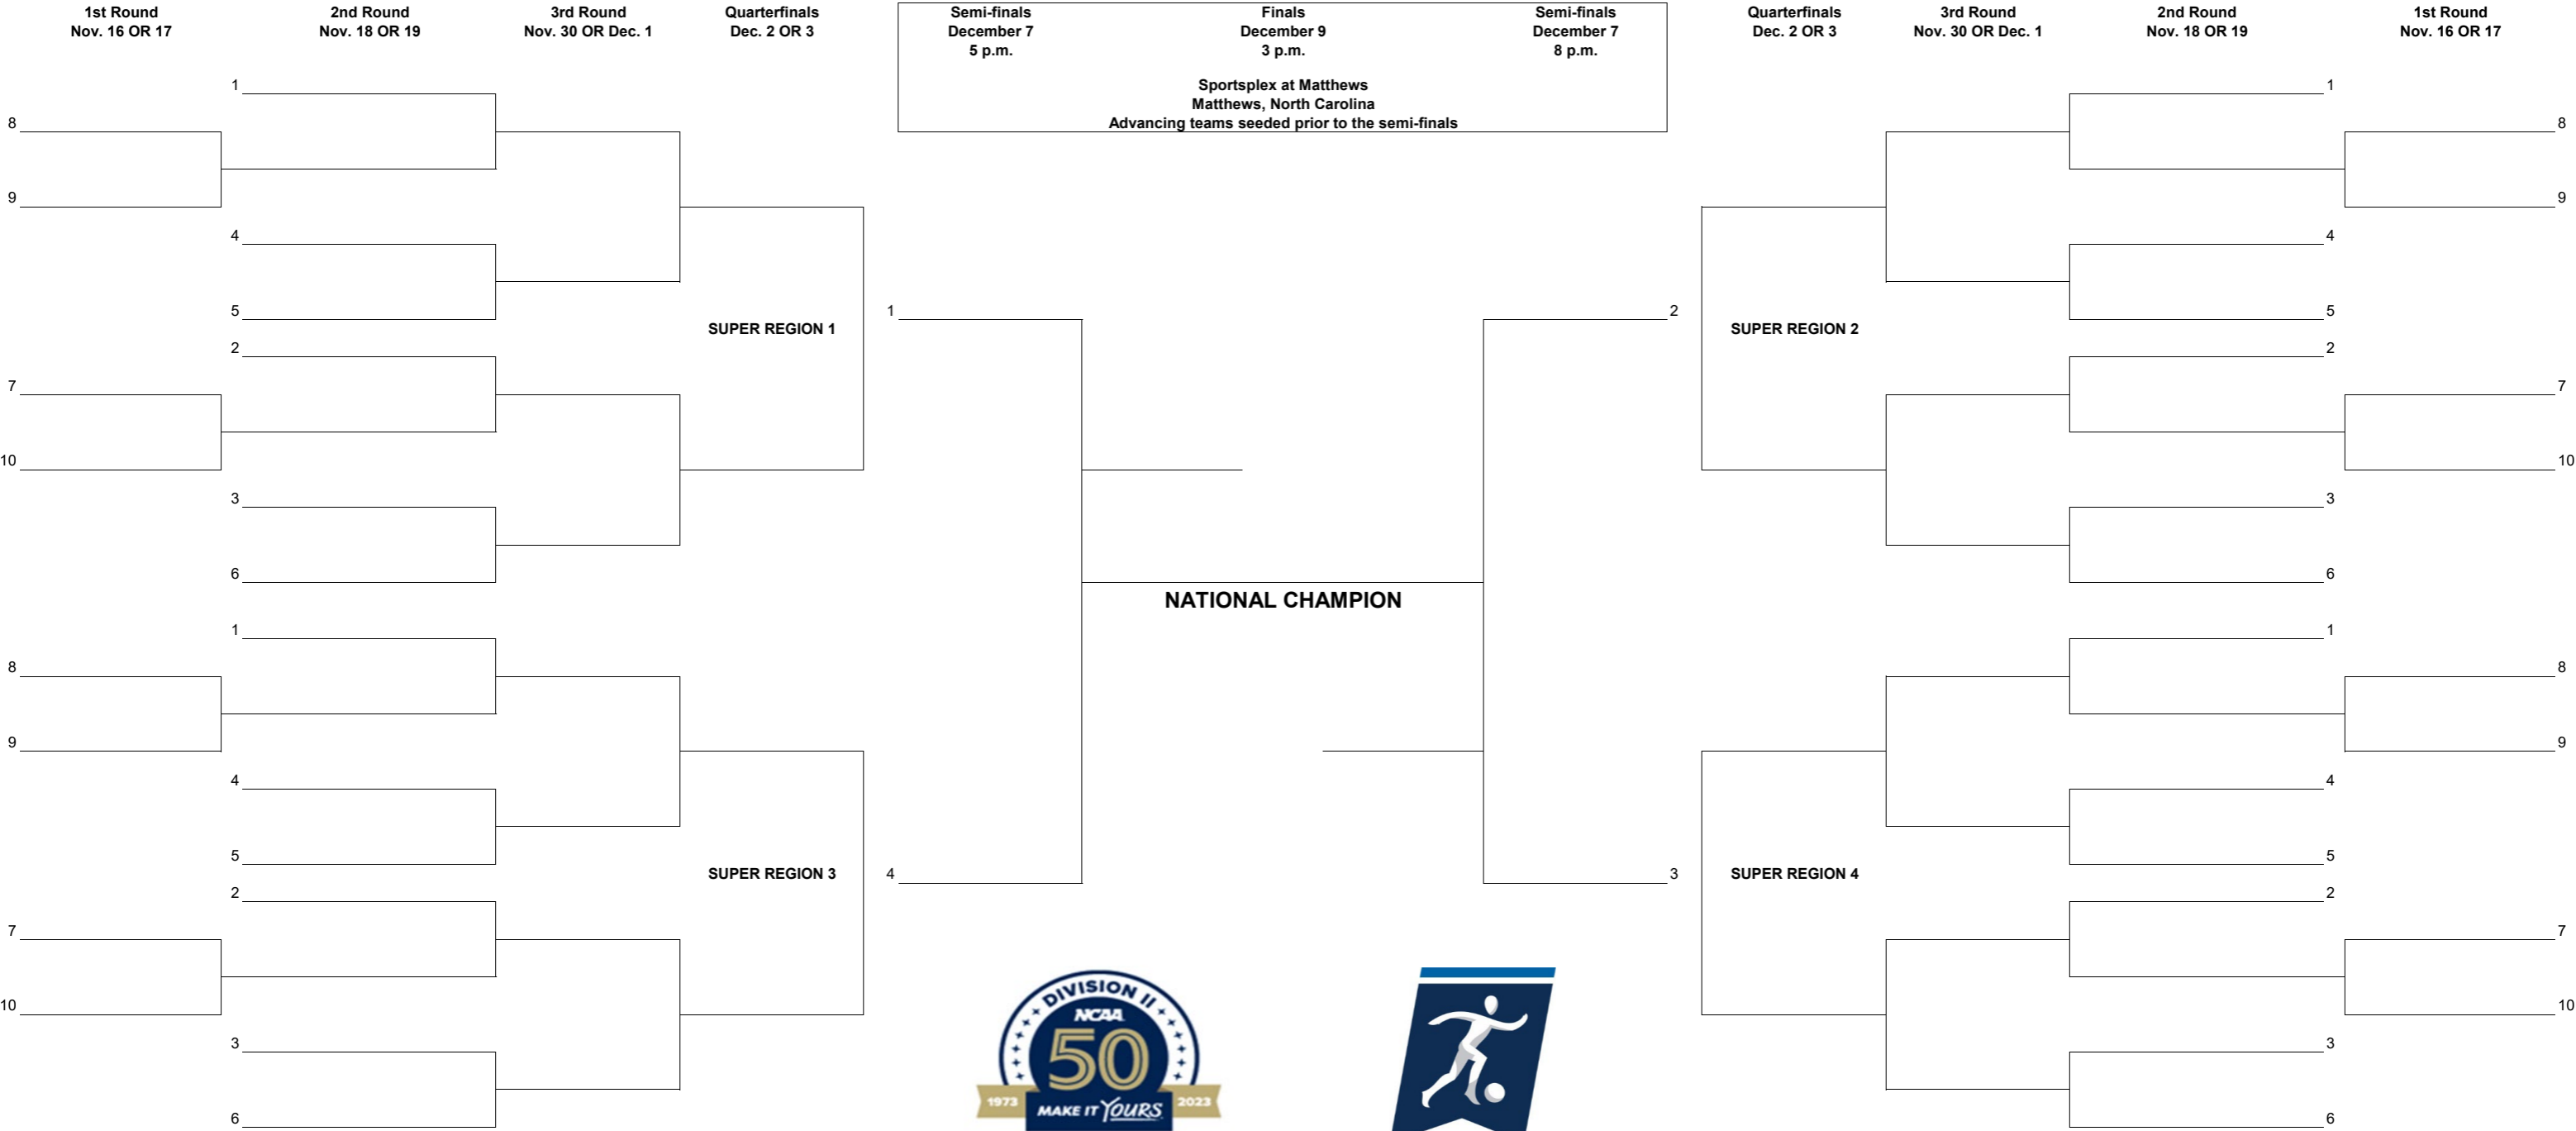 1st Round
Nov. 16 OR 17
2nd Round
Nov. 18 OR 19
3rd Round
Nov. 30 OR Dec. 1
Quarterfinals
Dec. 2 OR 3
Semi-finals
December 7
5 p.m.
Finals
December 9
3 p.m.
Semi-finals
December 7
8 p.m.
Sportsplex at Matthews
Matthews, North Carolina
Advancing teams seeded prior to the semi-finals
Quarterfinals
Dec. 2 OR 3
3rd Round
Nov. 30 OR Dec. 1
2nd Round
Nov. 18 OR 19
1st Round
Nov. 16 OR 17
1
8
9
4
5
2
7
10
3
6
SUPER REGION 1
1
8
9
4
5
2
7
10
3
6
SUPER REGION 3
1
4
NATIONAL CHAMPION
2
3
1
8
9
4
5
2
7
10
3
6
SUPER REGION 2
1
8
9
4
5
2
7
10
3
6
SUPER REGION 4
DIVISION II
NCAA
50
1973
MAKE IT YOURS
2023